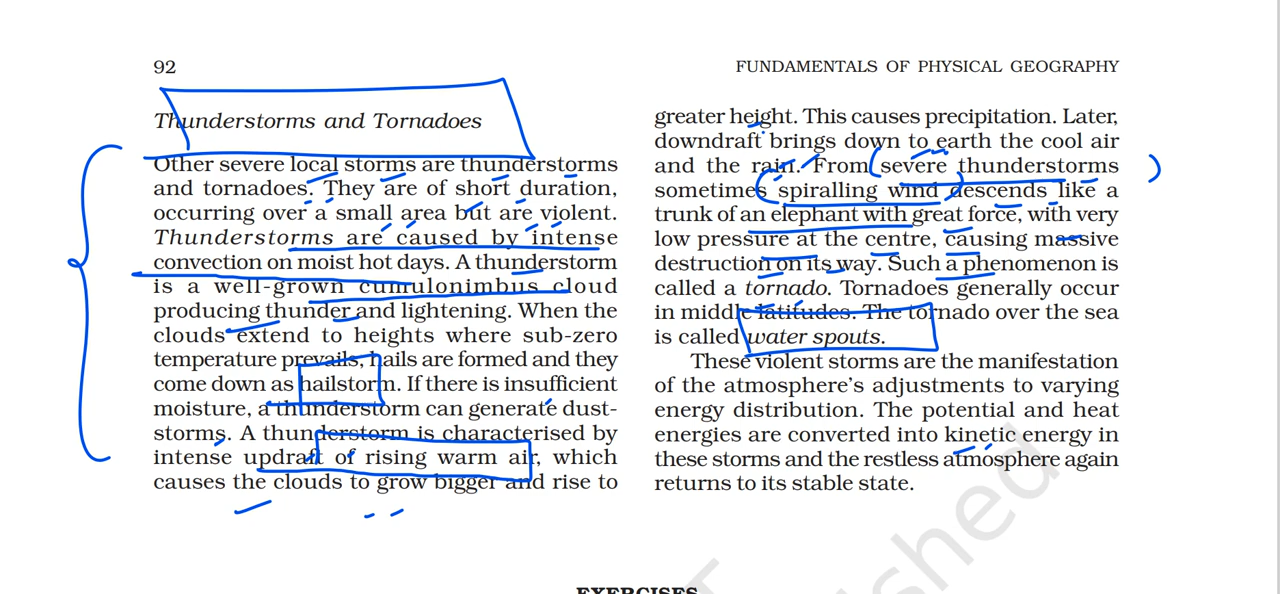 92
FUNDAMENTALS OF PHYSICAL GEOGRAPHY
Thunderstorms and Tornadoes
Other severe local storms are thunderstorms
and tornadoes. They are of short duration,
occurring over a small area but are violent.
Thunderstorms are caused by intense
convection on moist hot days. A thunderstorm
is a well-grown cumulonimbus cloud
producing thunder and lightening. When the
clouds extend to heights where sub-zero
temperature prevails, hails are formed and they
come down as hailstorm. If there is insufficient
moisture, a thunderstorm can generate dust-
storms. A thunderstorm is characterised by
intense updraft of rising warm air, which
causes the clouds to grow bigger and rise to
greater height. This causes precipitation. Later,
downdraft brings down to earth the cool air
and the rain. From severe thunderstorms
sometimes spiralling wind descends like a
trunk of an elephant with great force, with very
low pressure at the centre, causing massive
destruction on its way. Such a phenomenon is
called a tornado. Tornadoes generally occur
in middle latitudes. The tornado over the sea
is called water spouts.
These violent storms are the manifestation
of the atmosphere's adjustments to varying
energy distribution. The potential and heat
energies are converted into kinetic energy in
these storms and the restless atmosphere again
returns to its stable state.
EXERCISES